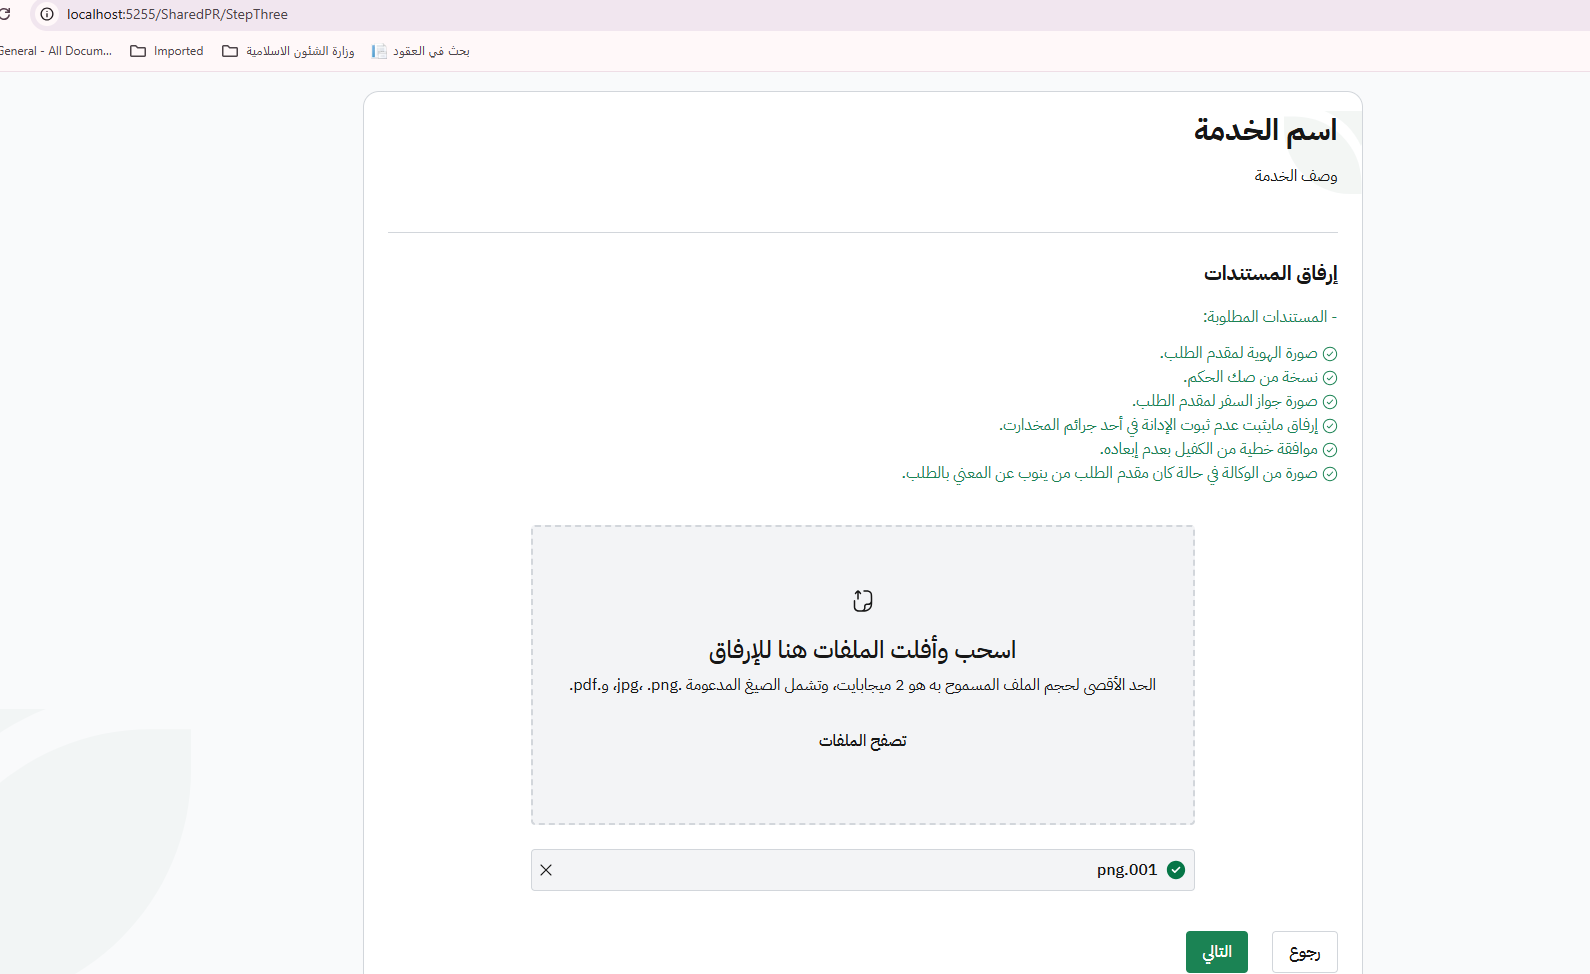 localhost:5255/SharedPR/StepThree
General - All Docum...
Imported
وزارة الشئون الاسلامية
بحث في العقود
اسم الخدمة
وصف الخدمة
إرفاق المستندات
- المستندات المطلوبة:
صورة الهوية لمقدم الطلب.
نسخة من صك الحكم.
صورة جواز السفر لمقدم الطلب.
إرفاق مايثبت عدم ثبوت الإدانة في أحد جرائم المخدارت.
موافقة خطية من الكفيل بعدم إبعاده.
صورة من الوكالة في حالة كان مقدم الطلب من ينوب عن المعني بالطلب.
اسحب وأفلت الملفات هنا للإرفاق
الحد الأقصى لحجم الملف المسموح به هو 2 ميجابايت، وتشمل الصيغ المدعومة .jpg، .png، و.pdf.
تصفح الملفات
png.001
رجوع
التالي